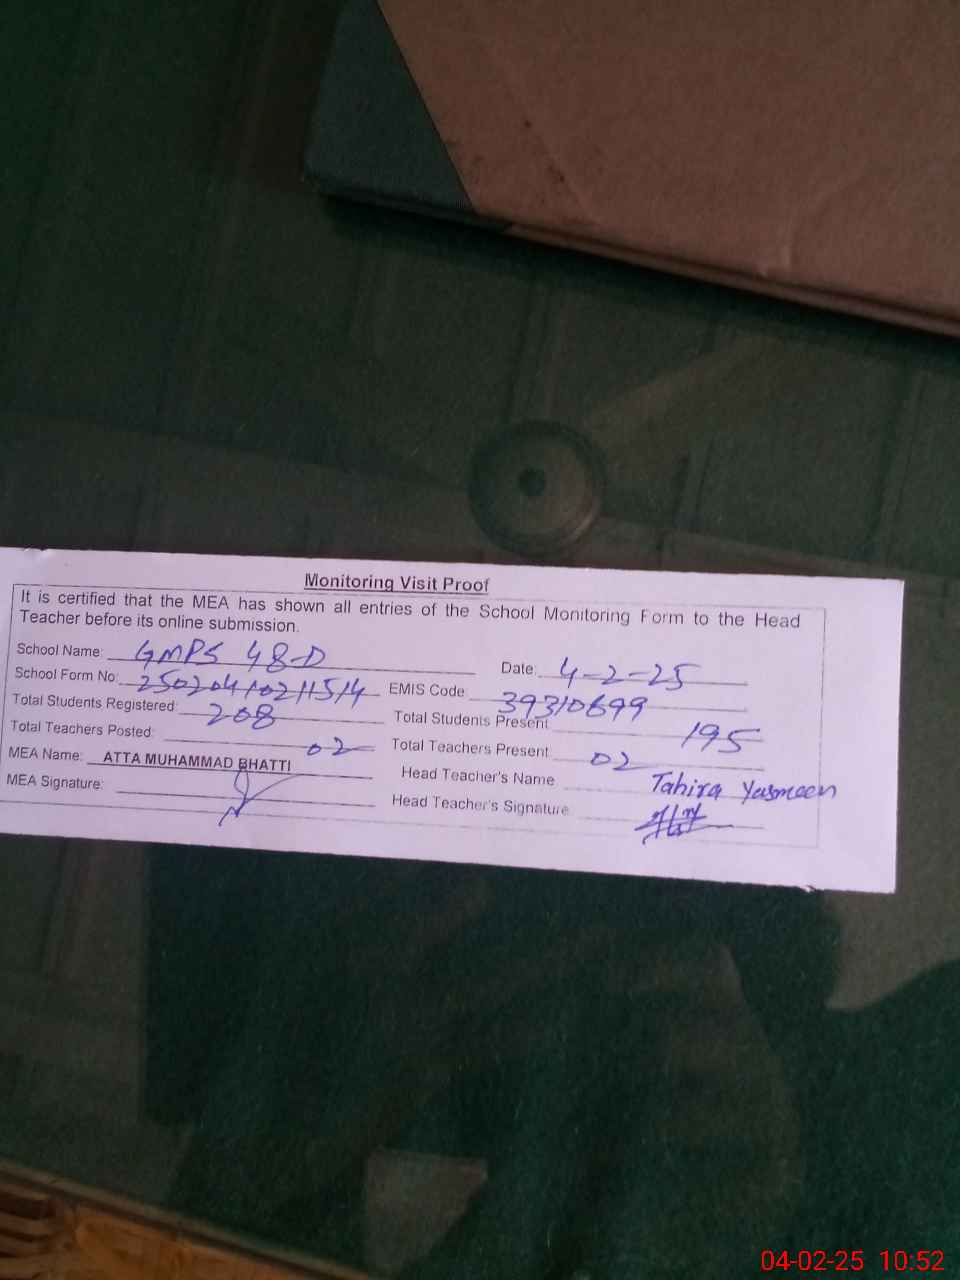 Monitoring Visit Proof
It is certified that the MEA has shown all entries of the School Monitoring Form to the Head
Teacher before its online submission.
School Name: GMPS 48-D Date: 4-2-25
School Form No: 25020410211514 EMIS Code: 39310699
Total Students Registered: 208 Total Students Present: 195
Total Teachers Posted: 02 Total Teachers Present: 02
MEA Name: ATTA MUHAMMAD BHATTI Head Teacher's Name Tahira Yasmeen
MEA Signature: Head Teacher's Signature
04-02-25 10:52